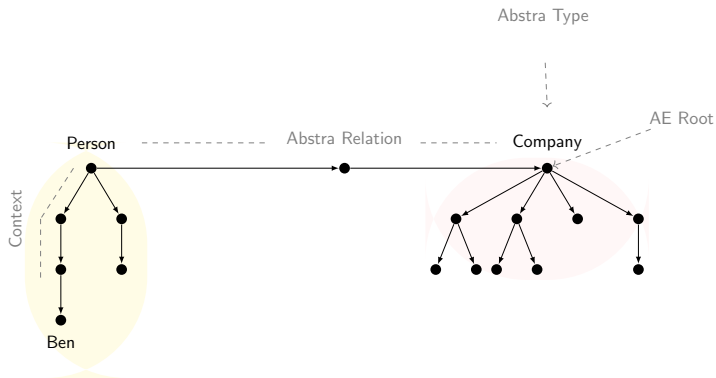 Abstra Type
AE Root
Person
Abstra Relation
Company
Context
Ben